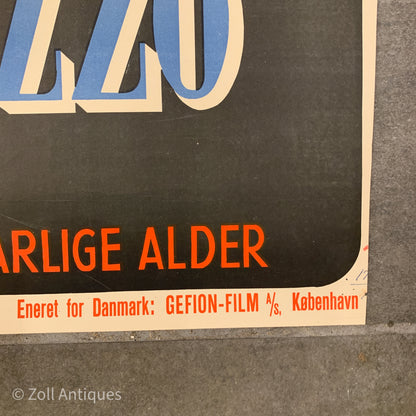 ZZO
ARLIGE ALDER
Eneret for Danmark: GEFION-FILM A/S, København
© Zoll Antiques